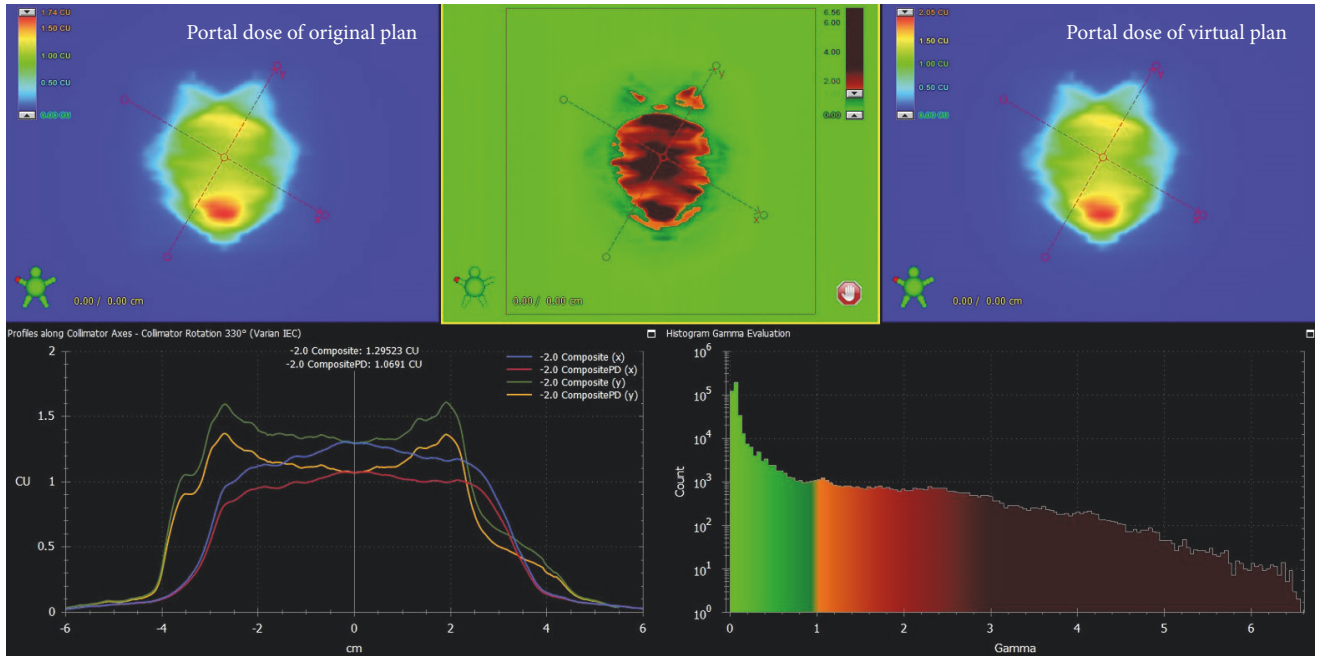 1.74 CU
1.50 CU
1.00 CU
0.50 CU
0.00 CU
Portal dose of original plan
y
x
0.00 / 0.00 cm
6.56
6.00
4.00
2.00
0.00
y
x
0.00 / 0.00 cm
2.05 CU
1.50 CU
1.00 CU
0.50 CU
0.00 CU
Portal dose of virtual plan
y
x
0.00 / 0.00 cm
Profiles along Collimator Axes - Collimator Rotation 330° (Varian IEC)
-2.0 Composite: 1.29523 CU
-2.0 CompositePD: 1.0691 CU
-2.0 Composite (x)
-2.0 CompositePD (x)
-2.0 Composite (y)
-2.0 CompositePD (y)
2
1.5
1
0.5
0
CU
-6 -4 -2 0 2 4 6
cm
Histogram Gamma Evaluation
10⁶
10⁵
10⁴
10³
10²
10¹
10⁰
Count
0 1 2 3 4 5 6
Gamma